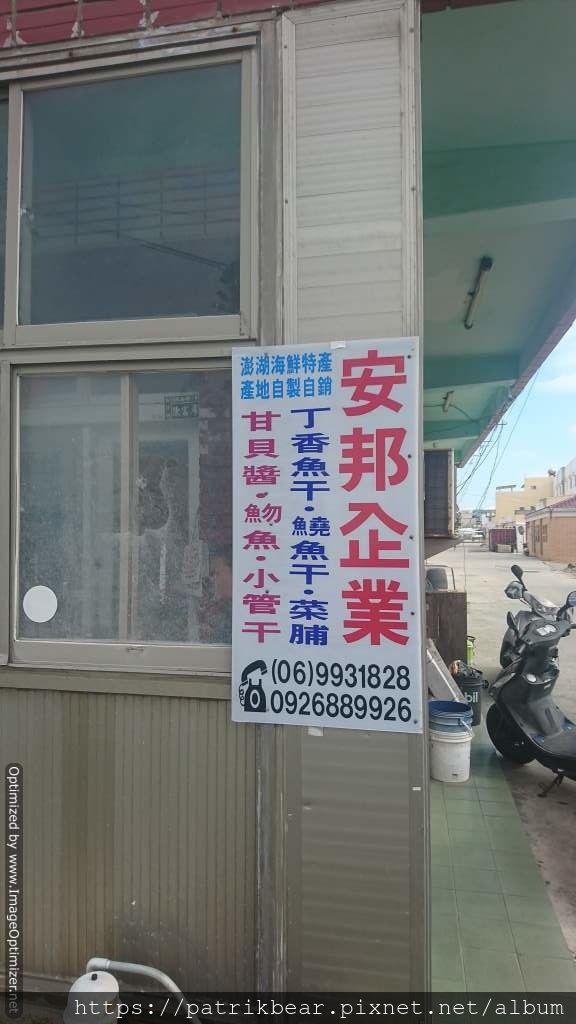 澎湖海鮮特產
產地自製自銷
安邦企業
丁香魚干·鱙魚干·菜脯
甘貝醬·魩魚·小管干
(06)9931828
0926889926
Optimized by www.ImageOptimizer.net
https://patrikbear.pixnet.net/album